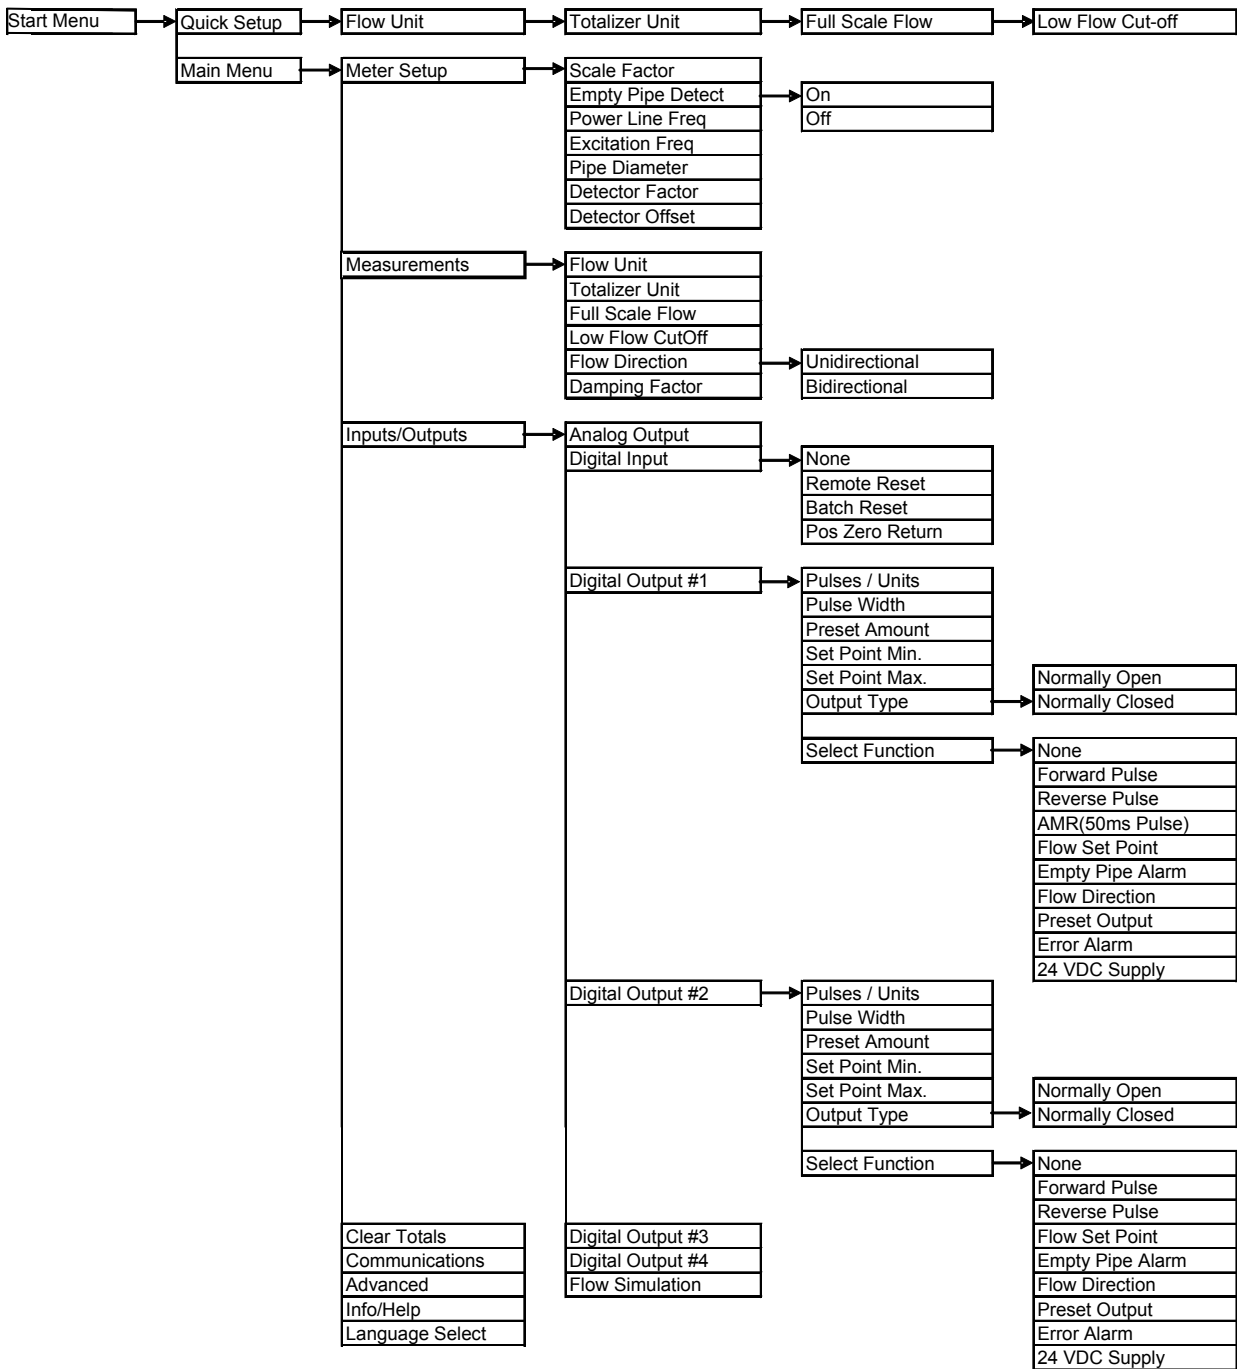 Start Menu
Quick Setup
Flow Unit
Totalizer Unit
Full Scale Flow
Low Flow Cut-off
Main Menu
Meter Setup
Scale Factor
Empty Pipe Detect
On
Power Line Freq
Off
Excitation Freq
Pipe Diameter
Detector Factor
Detector Offset
Measurements
Flow Unit
Totalizer Unit
Full Scale Flow
Low Flow CutOff
Flow Direction
Unidirectional
Damping Factor
Bidirectional
Inputs/Outputs
Analog Output
Digital Input
None
Remote Reset
Batch Reset
Pos Zero Return
Digital Output #1
Pulses / Units
Pulse Width
Preset Amount
Set Point Min.
Set Point Max.
Normally Open
Output Type
Normally Closed
Select Function
None
Forward Pulse
Reverse Pulse
AMR(50ms Pulse)
Flow Set Point
Empty Pipe Alarm
Flow Direction
Preset Output
Error Alarm
24 VDC Supply
Digital Output #2
Pulses / Units
Pulse Width
Preset Amount
Set Point Min.
Set Point Max.
Normally Open
Output Type
Normally Closed
Select Function
None
Forward Pulse
Reverse Pulse
Flow Set Point
Empty Pipe Alarm
Flow Direction
Preset Output
Error Alarm
24 VDC Supply
Clear Totals
Digital Output #3
Communications
Digital Output #4
Advanced
Flow Simulation
Info/Help
Language Select